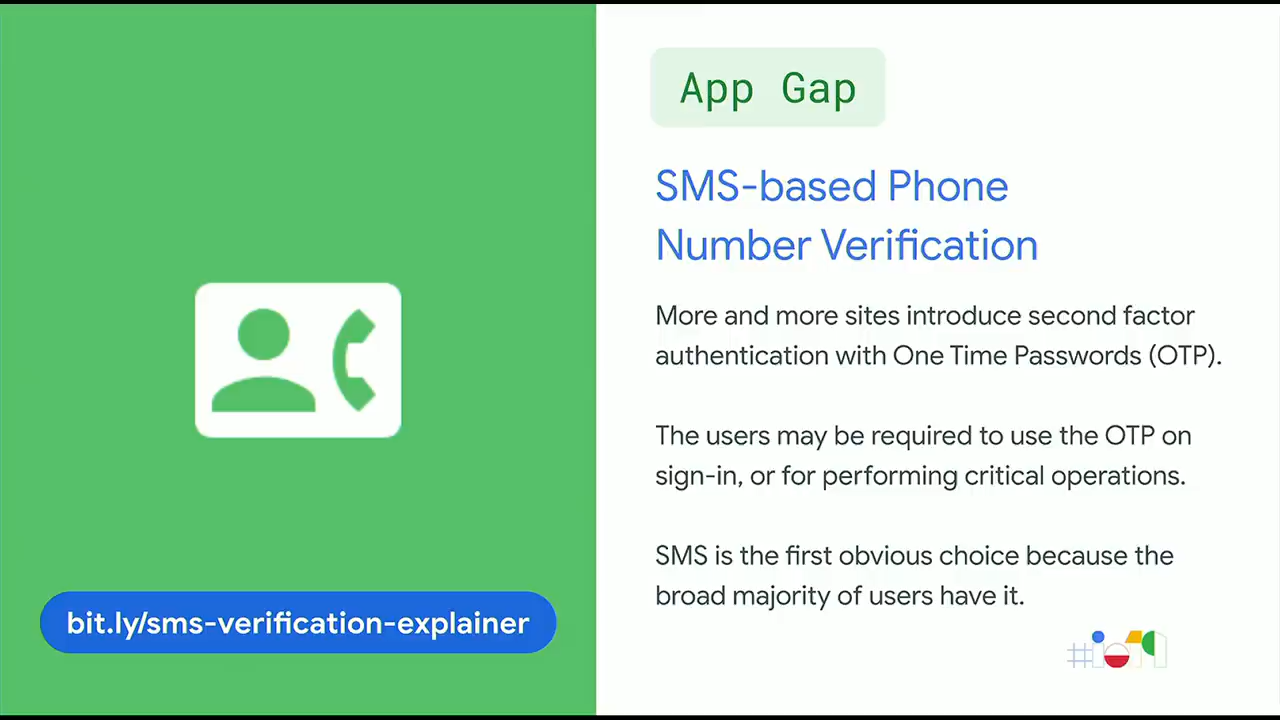 App Gap
SMS-based Phone
Number Verification
More and more sites introduce second factor
authentication with One Time Passwords (OTP).
The users may be required to use the OTP on
sign-in, or for performing critical operations.
SMS is the first obvious choice because the
broad majority of users have it.
bit.ly/sms-verification-explainer
#io19